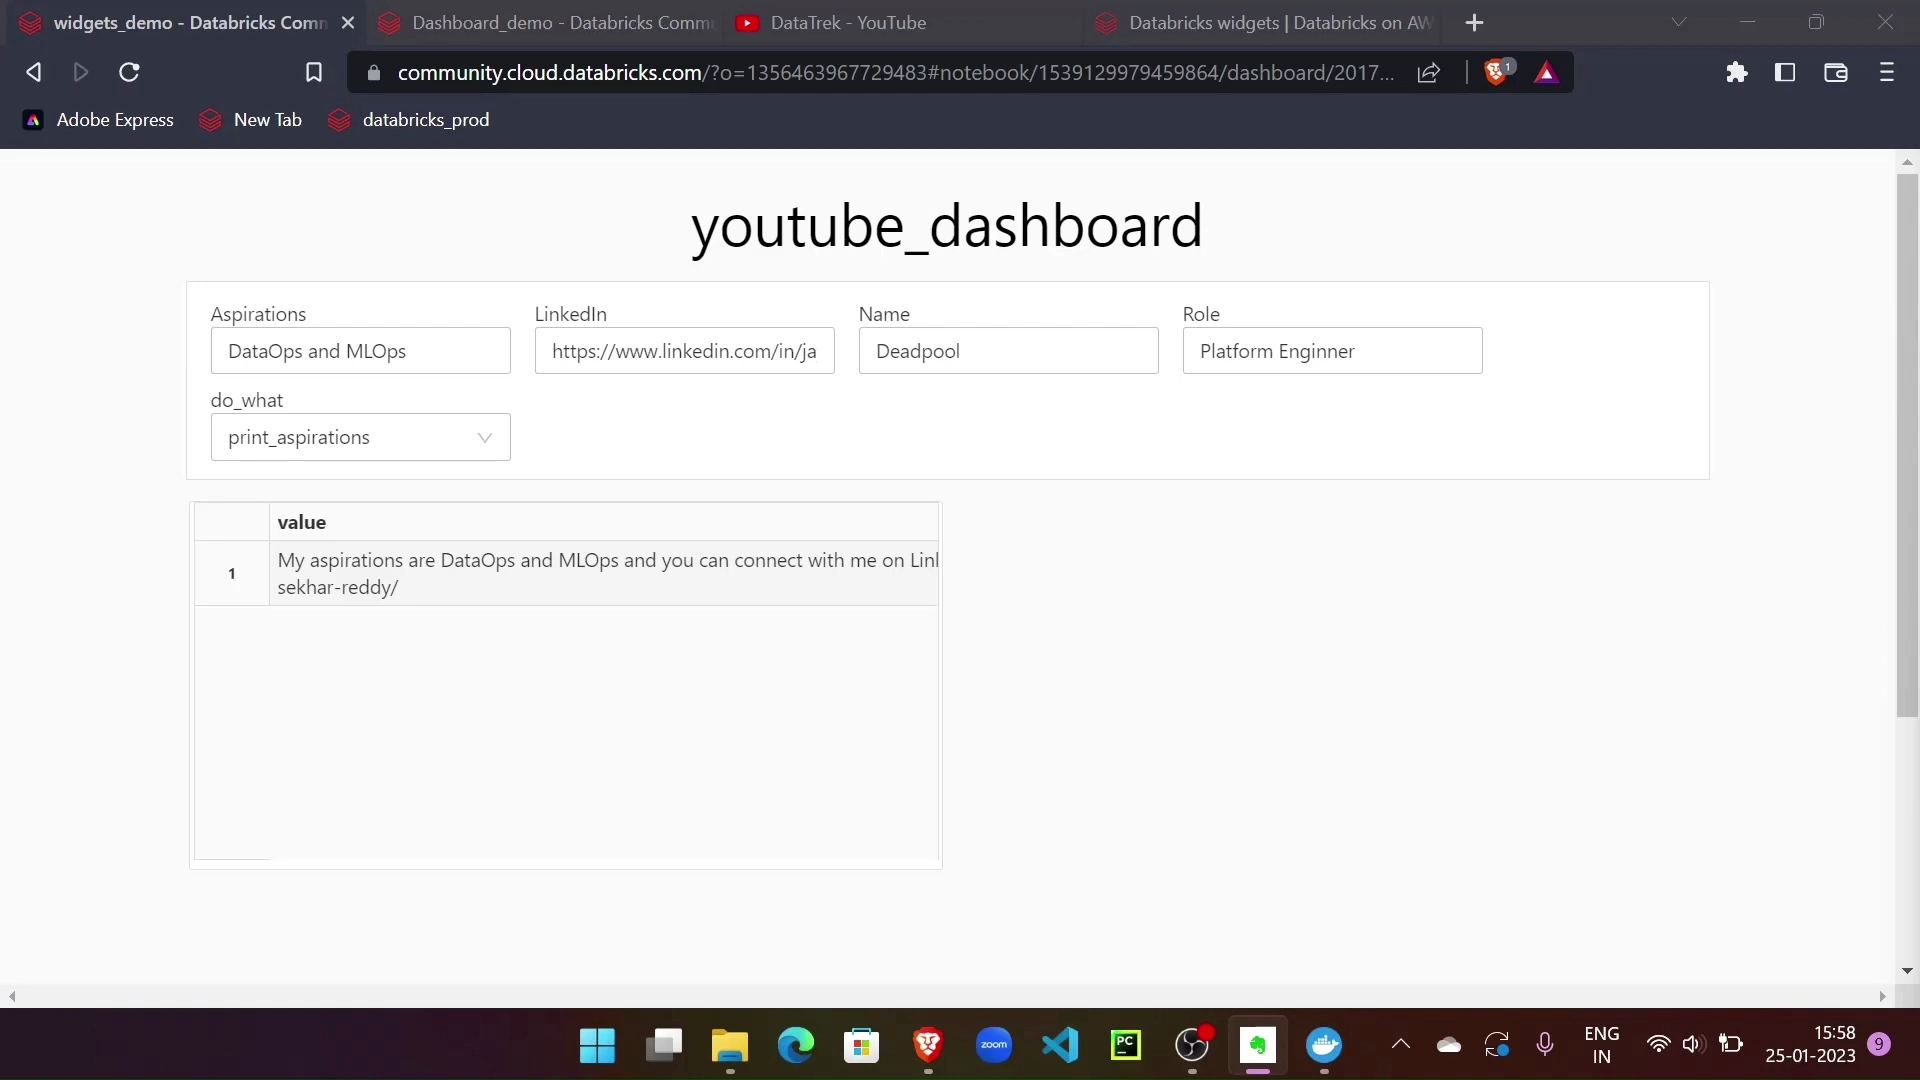 widgets_demo - Databricks Comm
Dashboard_demo - Databricks Commu
DataTrek - YouTube
Databricks widgets | Databricks on AW
community.cloud.databricks.com/?o=1356463967729483#notebook/1539129979459864/dashboard/2017...
1
Adobe Express
New Tab
databricks_prod
youtube_dashboard
Aspirations
LinkedIn
Name
Role
DataOps and MLOps
https://www.linkedin.com/in/ja
Deadpool
Platform Enginner
do_what
print_aspirations
value
1
My aspirations are DataOps and MLOps and you can connect with me on Linl
sekhar-reddy/
zoom
PC
ENG
IN
15:58
25-01-2023
9